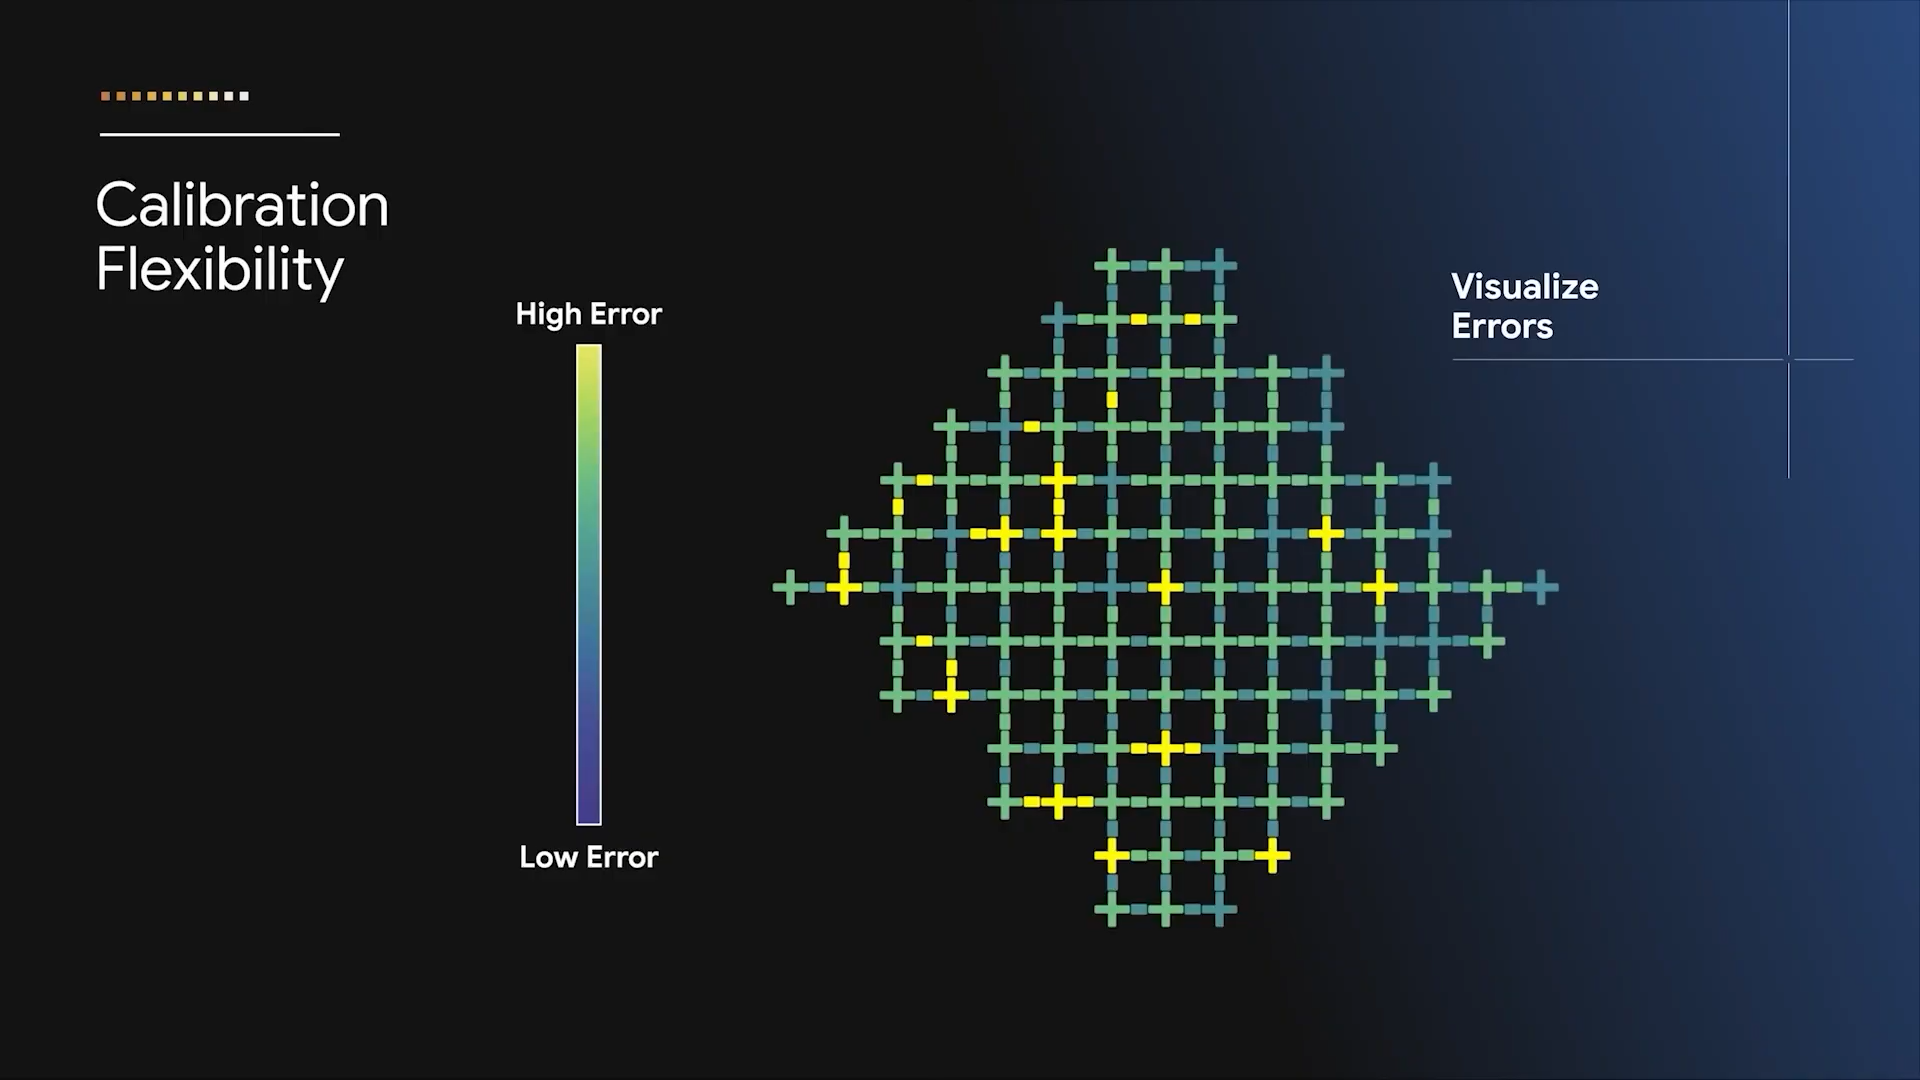 Calibration
Flexibility
High Error
Low Error
Visualize
Errors